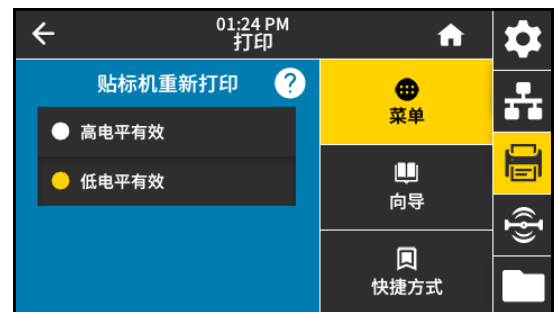 01:24 PM
打印
贴标机重新打印
?
高电平有效
低电平有效
菜单
向导
快捷方式